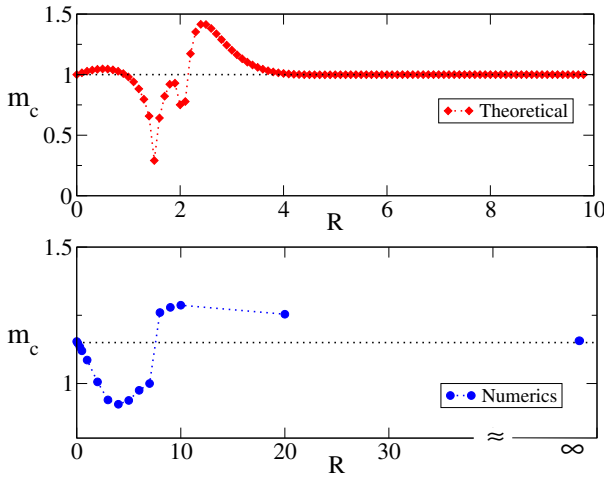 1.5
1
0.5
0
m_c
Theoretical
0 2 4 6 8 10
R
1.5
1
m_c
Numerics
0 10 20 30 ≈ ∞
R